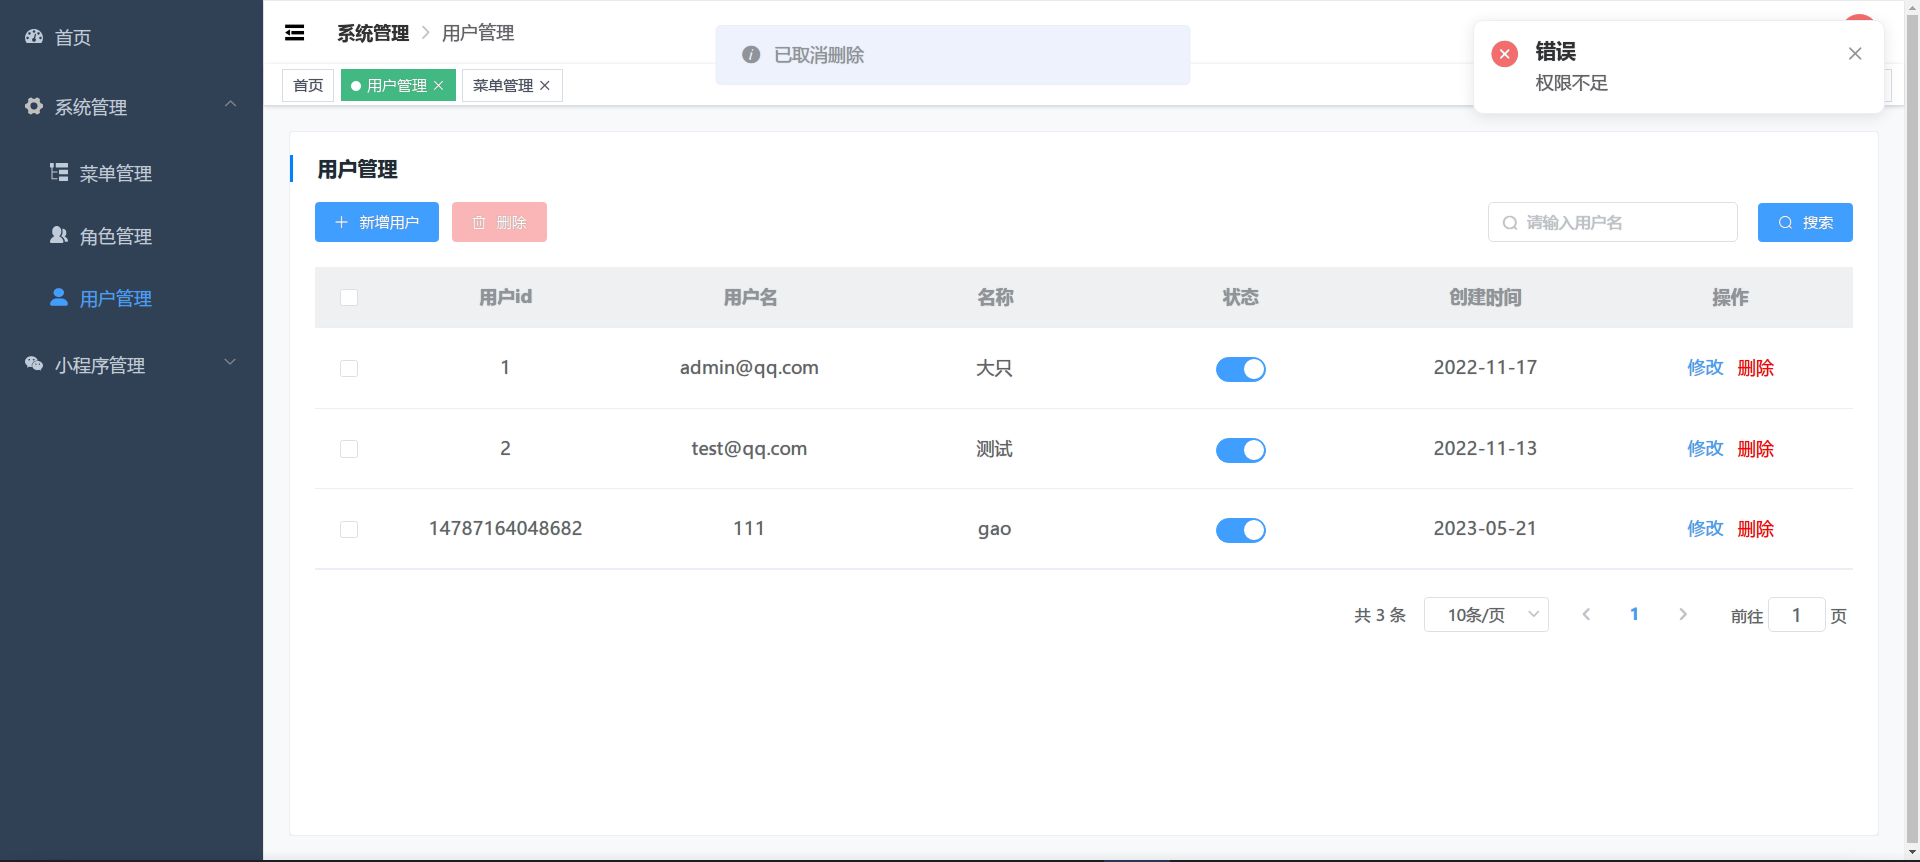 首页
系统管理
菜单管理
角色管理
用户管理
小程序管理
系统管理 用户管理
已取消删除
错误
权限不足
首页 用户管理 菜单管理
用户管理
新增用户 删除 请输入用户名 搜索
用户id 用户名 名称 状态 创建时间 操作
1 admin@qq.com 大只 2022-11-17 修改 删除
2 test@qq.com 测试 2022-11-13 修改 删除
14787164048682 111 gao 2023-05-21 修改 删除
共 3 条 10条/页 1 前往 1 页